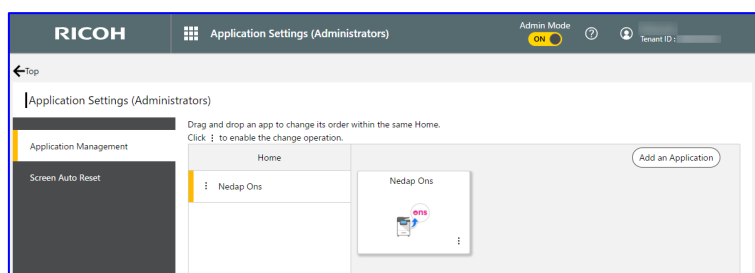 RICOH
Application Settings (Administrators)
Admin Mode
ON
Tenant ID :
Top
Application Settings (Administrators)
Application Management
Screen Auto Reset
Drag and drop an app to change its order within the same Home.
Click ⋮ to enable the change operation.
Home
⋮ Nedap Ons
Add an Application
Nedap Ons
ons